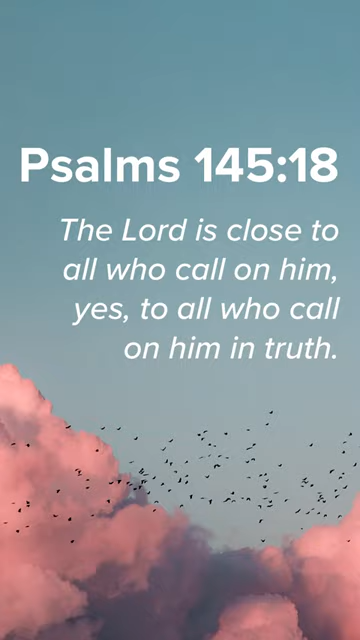 Psalms 145:18
The Lord is close to
all who call on him,
yes, to all who call
on him in truth.